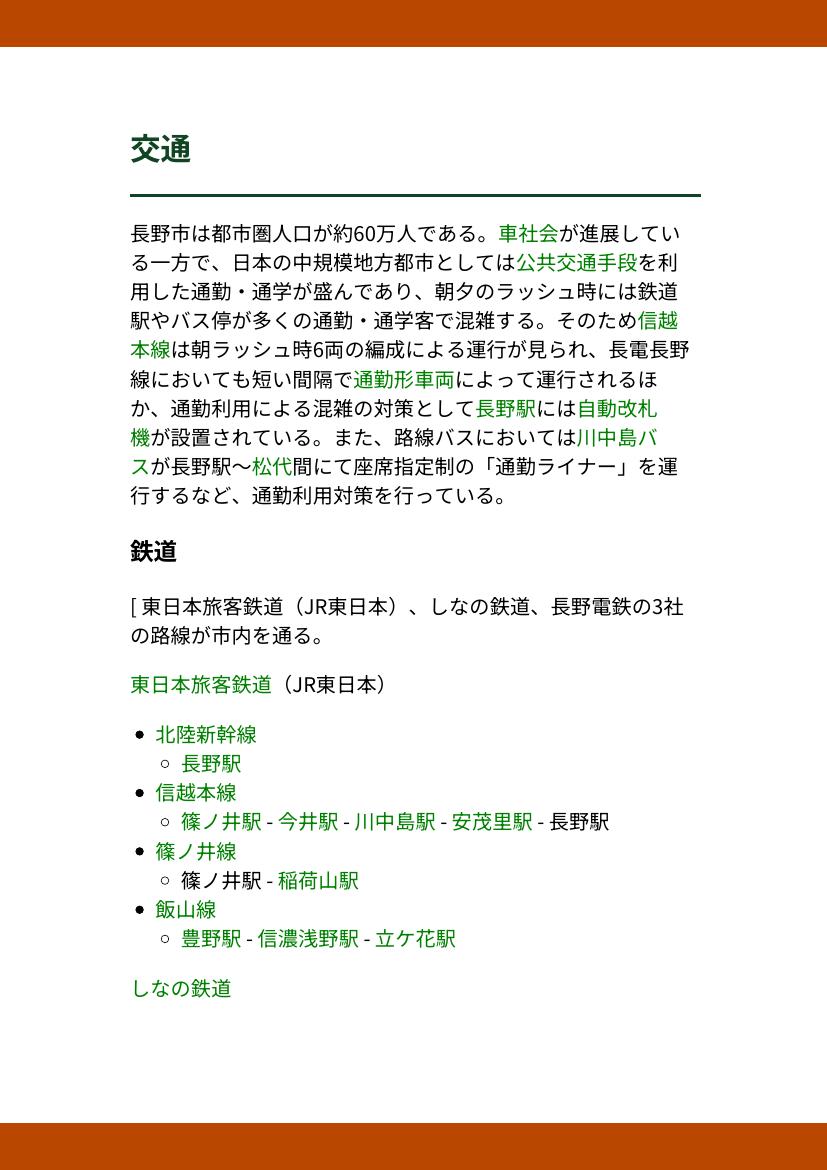 交通
長野市は都市圏人口が約60万人である。車社会が進展してい
る一方で、日本の中規模地方都市としては公共交通手段を利
用した通勤・通学が盛んであり、朝夕のラッシュ時には鉄道
駅やバス停が多くの通勤・通学客で混雑する。そのため信越
本線は朝ラッシュ時6両の編成による運行が見られ、長電長野
線においても短い間隔で通勤形車両によって運行されるほ
か、通勤利用による混雑の対策として長野駅には自動改札
機が設置されている。また、路線バスにおいては川中島バ
スが長野駅〜松代間にて座席指定制の「通勤ライナー」を運
行するなど、通勤利用対策を行っている。
鉄道
[ 東日本旅客鉄道（JR東日本）、しなの鉄道、長野電鉄の3社
の路線が市内を通る。
東日本旅客鉄道（JR東日本）
• 北陸新幹線
○ 長野駅
• 信越本線
○ 篠ノ井駅 - 今井駅 - 川中島駅 - 安茂里駅 - 長野駅
• 篠ノ井線
○ 篠ノ井駅 - 稲荷山駅
• 飯山線
○ 豊野駅 - 信濃浅野駅 - 立ケ花駅
しなの鉄道